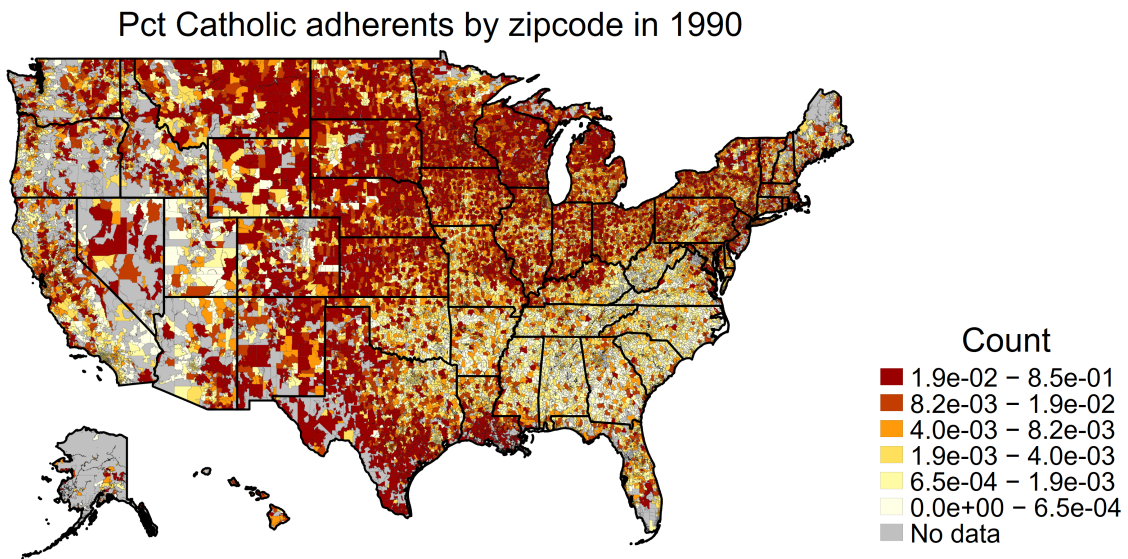 Pct Catholic adherents by zipcode in 1990
Count
1.9e-02 − 8.5e-01
8.2e-03 − 1.9e-02
4.0e-03 − 8.2e-03
1.9e-03 − 4.0e-03
6.5e-04 − 1.9e-03
0.0e+00 − 6.5e-04
No data